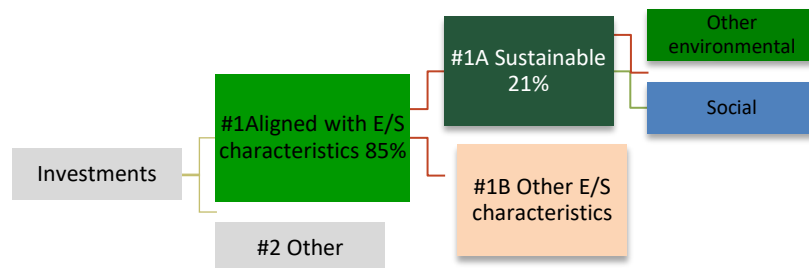 Investments
#1Aligned with E/S
characteristics 85%
#2 Other
#1A Sustainable
21%
#1B Other E/S
characteristics
Other
environmental
Social